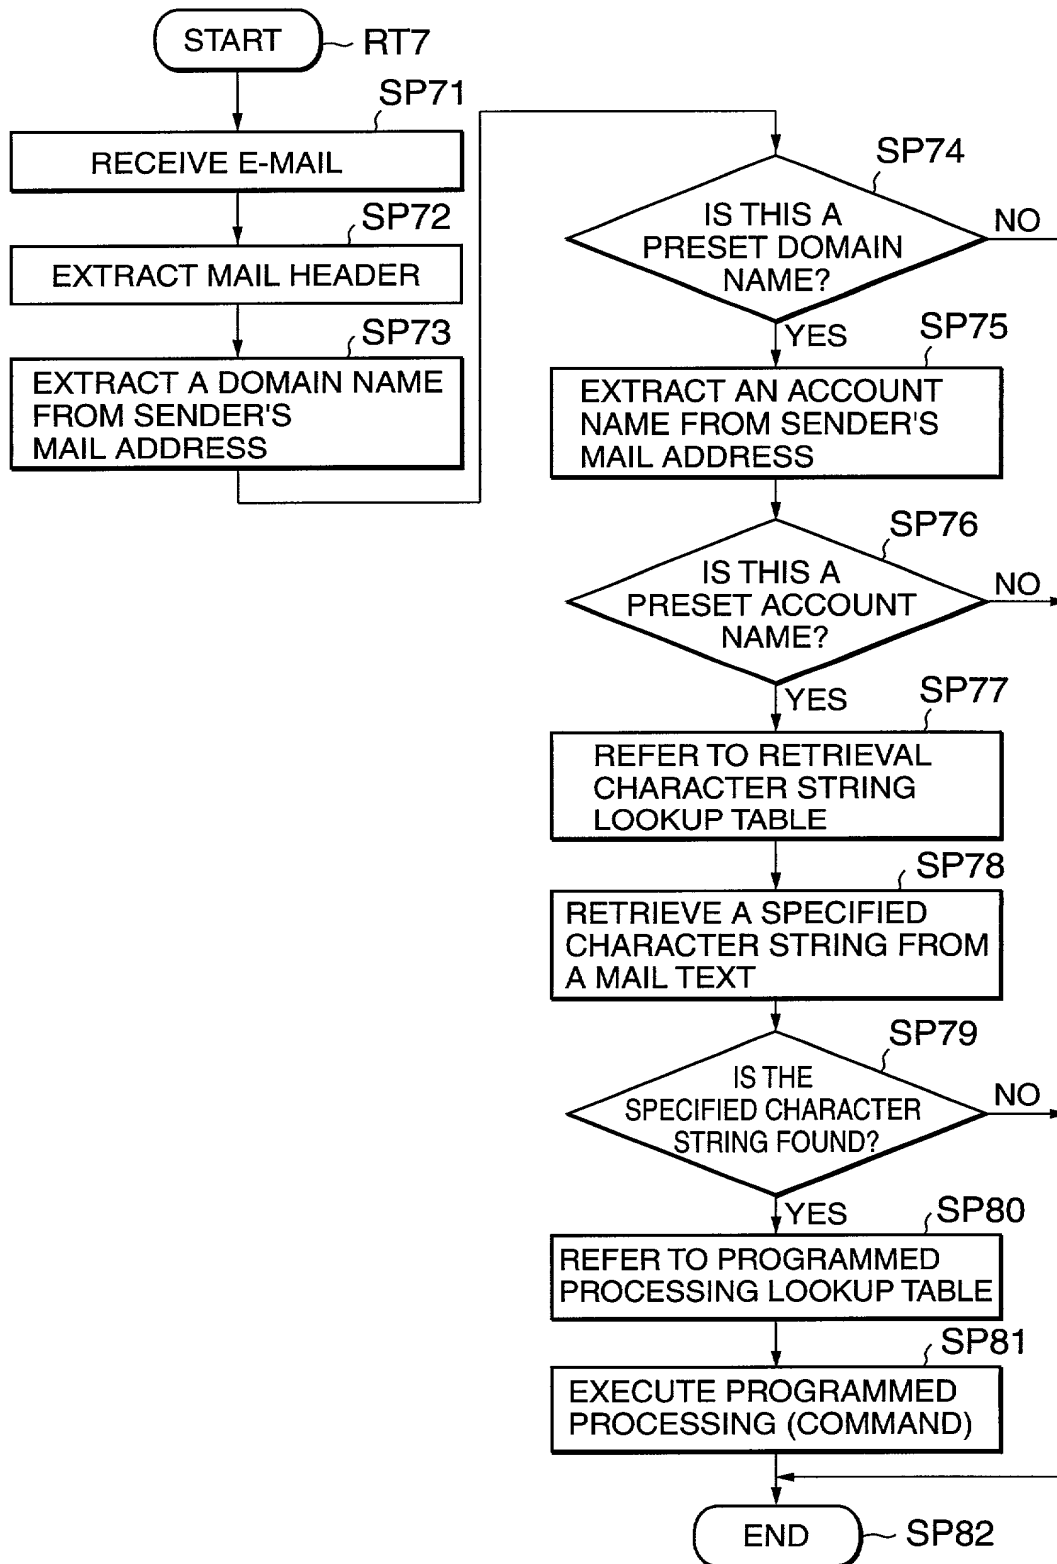 START
RT7
SP71
RECEIVE E-MAIL
SP72
EXTRACT MAIL HEADER
SP73
EXTRACT A DOMAIN NAME
FROM SENDER'S
MAIL ADDRESS
SP74
IS THIS A
PRESET DOMAIN
NAME?
NO
YES
SP75
EXTRACT AN ACCOUNT
NAME FROM SENDER'S
MAIL ADDRESS
SP76
IS THIS A
PRESET ACCOUNT
NAME?
NO
YES
SP77
REFER TO RETRIEVAL
CHARACTER STRING
LOOKUP TABLE
SP78
RETRIEVE A SPECIFIED
CHARACTER STRING FROM
A MAIL TEXT
SP79
IS THE
SPECIFIED CHARACTER
STRING FOUND?
NO
YES
SP80
REFER TO PROGRAMMED
PROCESSING LOOKUP TABLE
SP81
EXECUTE PROGRAMMED
PROCESSING (COMMAND)
END
SP82